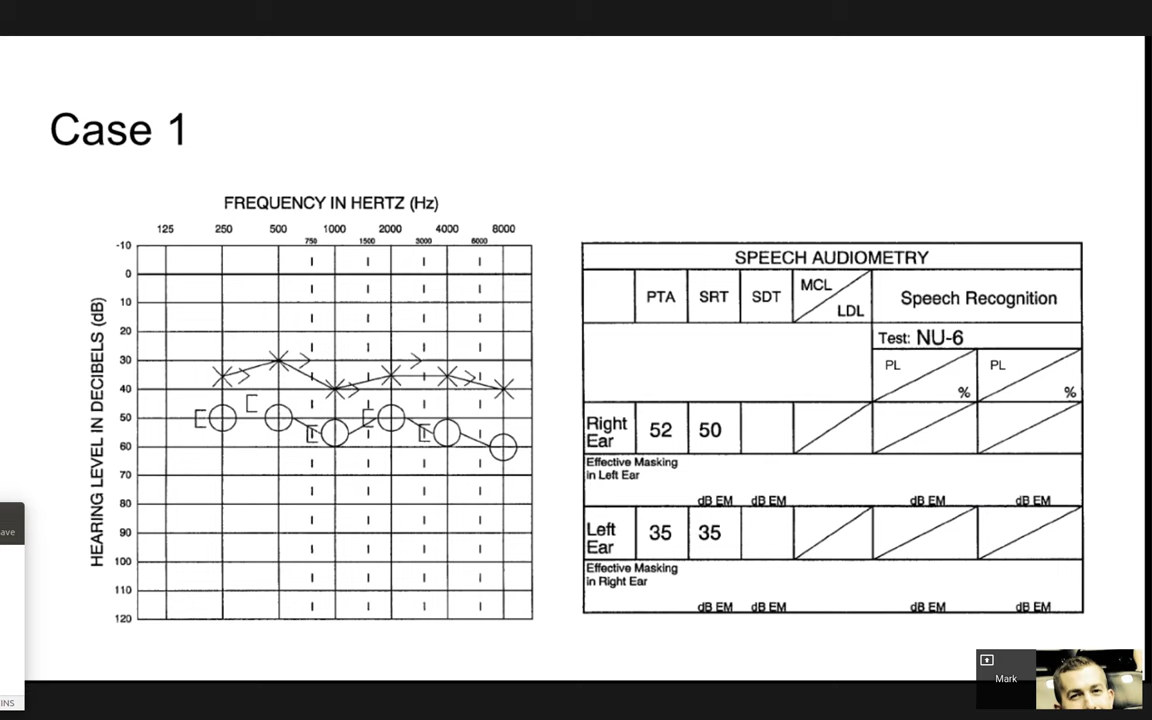 Case 1
FREQUENCY IN HERTZ (Hz)
125 250 500 1000 2000 4000 8000
750 1500 3000 6000
HEARING LEVEL IN DECIBELS (dB)
-10
0
10
20
30
40
50
60
70
80
90
100
110
120
SPEECH AUDIOMETRY
PTA SRT SDT MCL LDL Speech Recognition
Test: NU-6
PL % PL %
Right Ear 52 50
Effective Masking
in Left Ear
dB EM dB EM dB EM dB EM
Left Ear 35 35
Effective Masking
in Right Ear
dB EM dB EM dB EM dB EM
ave
INS
Mark